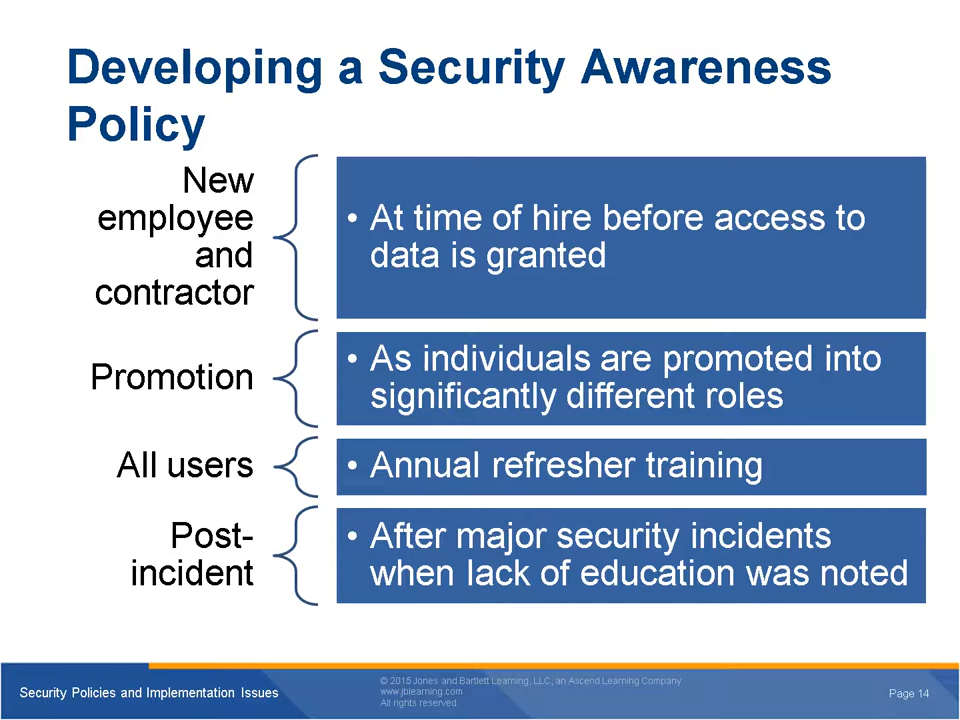 Developing a Security Awareness
Policy
New
employee
and
contractor
• At time of hire before access to
data is granted
Promotion
• As individuals are promoted into
significantly different roles
All users
• Annual refresher training
Post-
incident
• After major security incidents
when lack of education was noted
Security Policies and Implementation Issues
© 2015 Jones and Bartlett Learning, LLC, an Ascend Learning Company
www.jblearning.com
All rights reserved.
Page 14